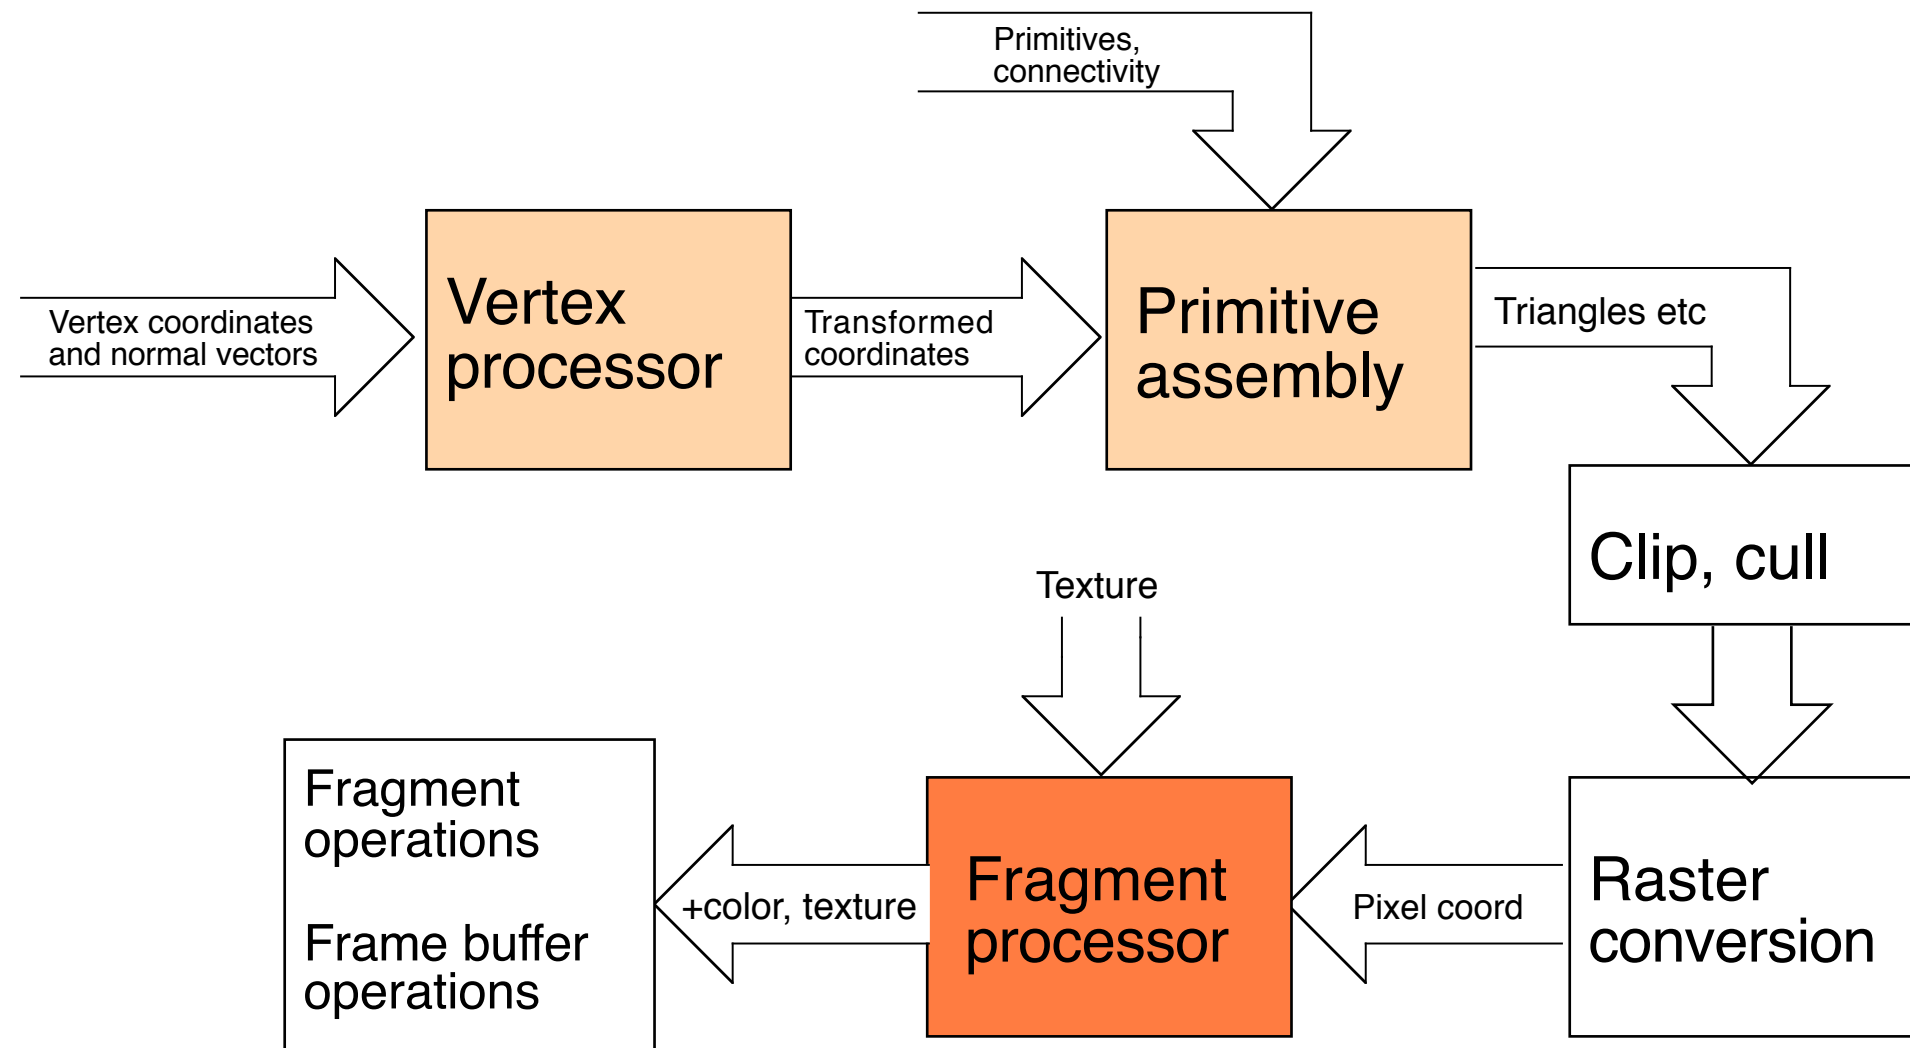 Primitives,
connectivity
Vertex coordinates
and normal vectors
Vertex
processor
Transformed
coordinates
Primitive
assembly
Triangles etc
Clip, cull
Texture
Raster
conversion
Pixel coord
Fragment
processor
+color, texture
Fragment
operations
Frame buffer
operations